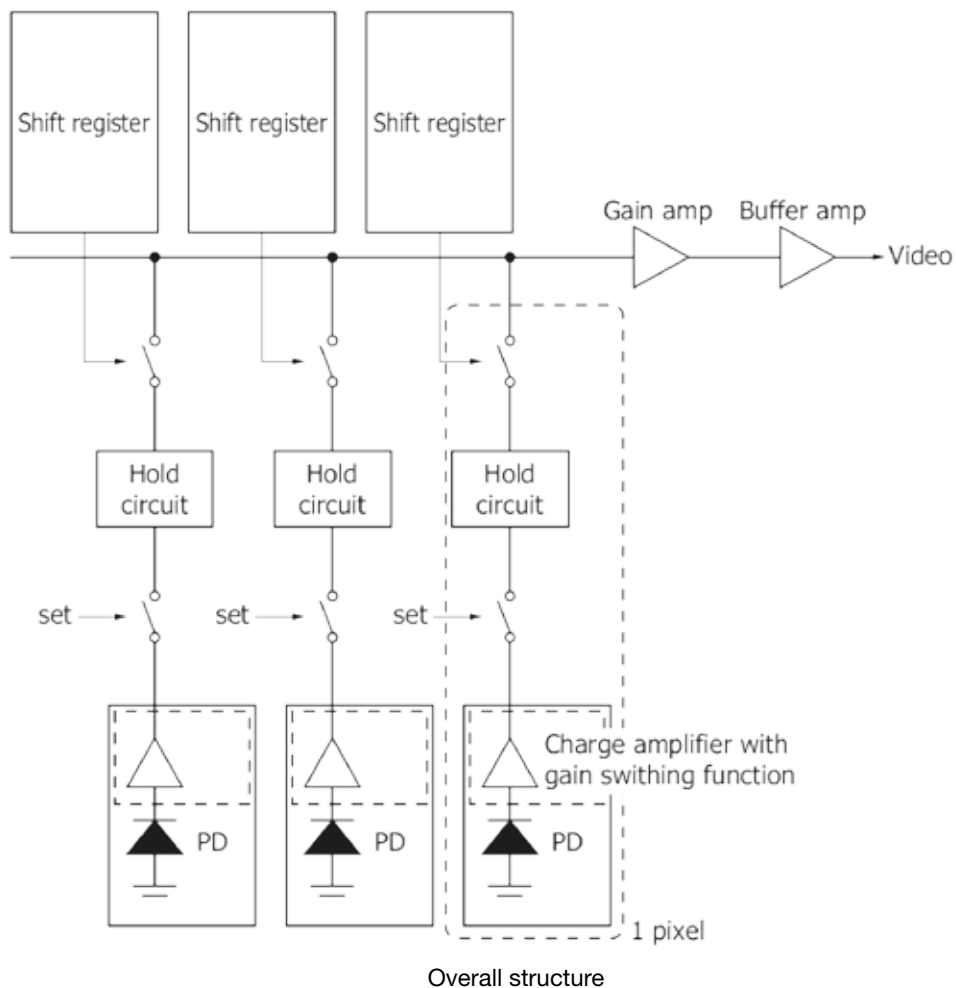 Shift register
Shift register
Shift register
Gain amp
Buffer amp
Video
Hold
circuit
Hold
circuit
Hold
circuit
set
set
set
Charge amplifier with
gain swithing function
PD
PD
PD
1 pixel
Overall structure